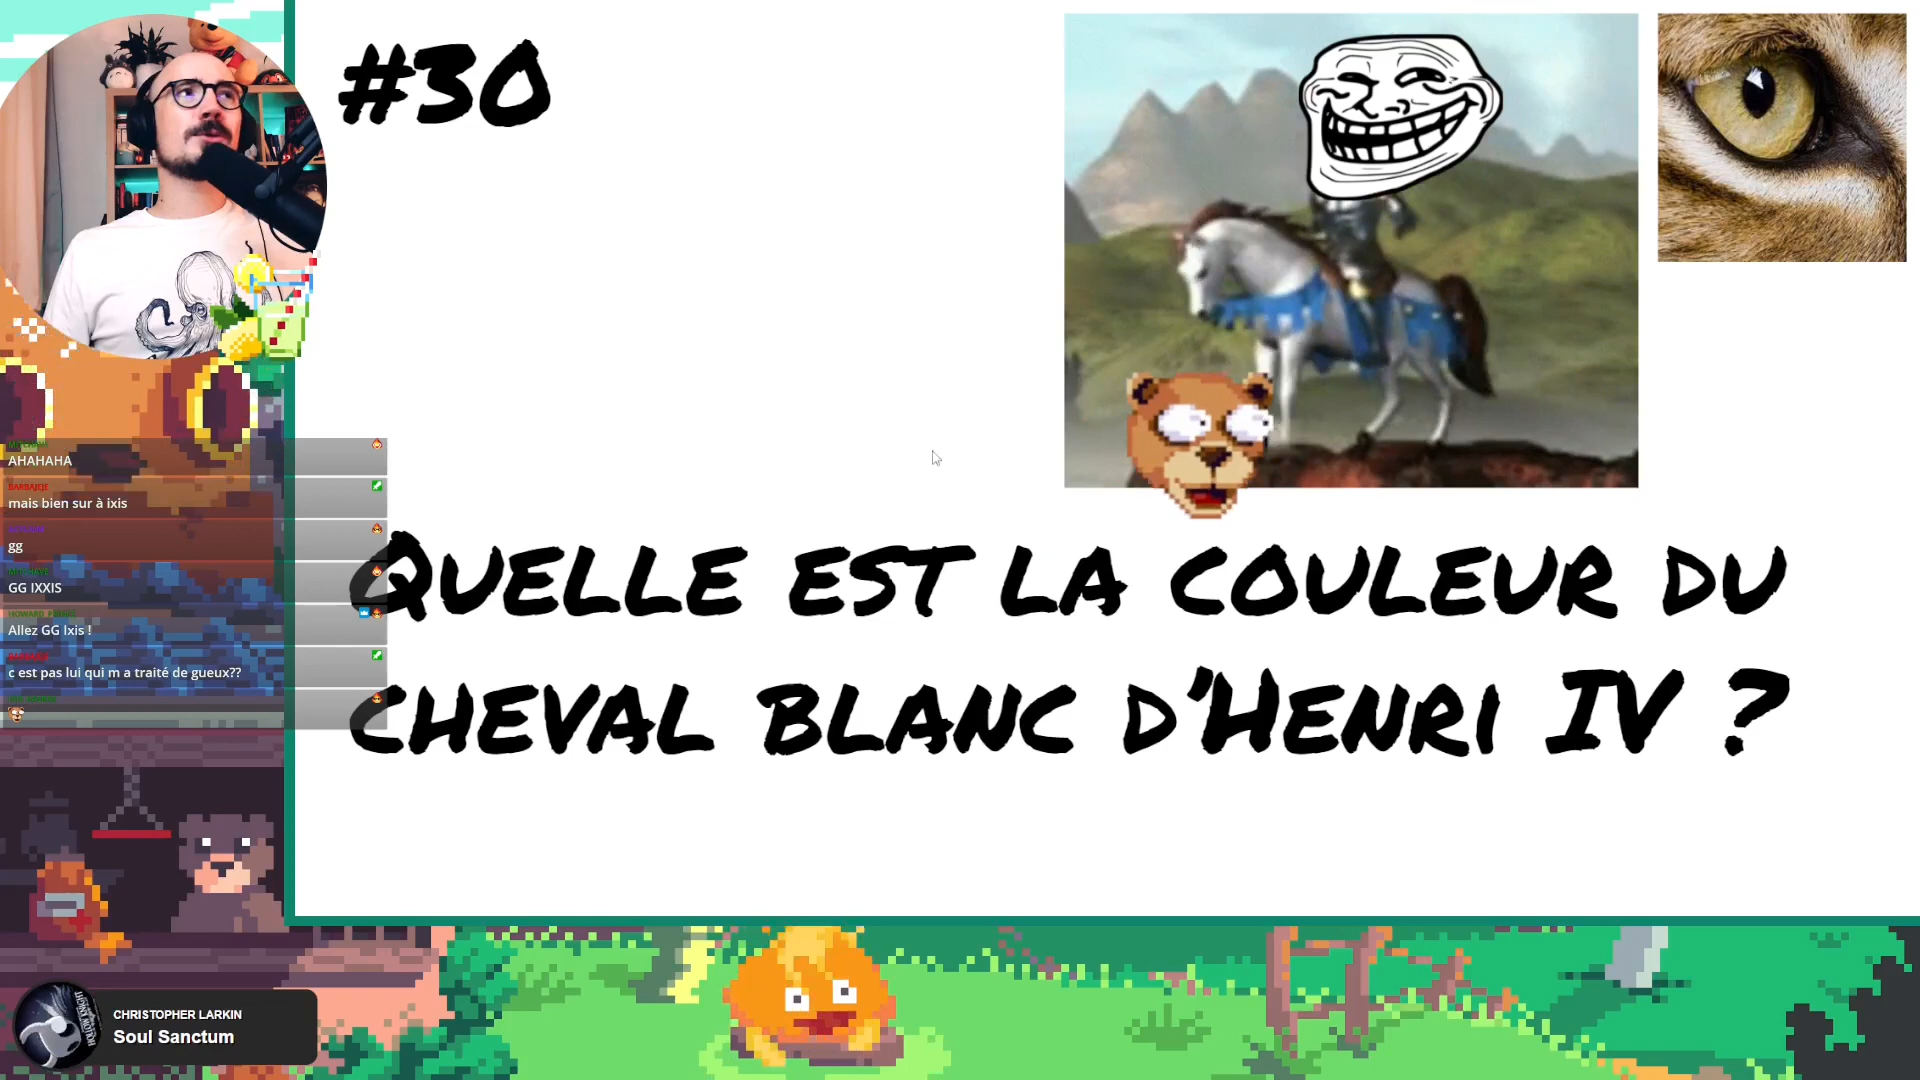 #30
AHAHAHA
BARBAJEJE
mais bien sur à ixis
gg
GG IXXIS
Allez GG Ixis !
c est pas lui qui m a traité de gueux??
Quelle est la couleur du
cheval blanc d'Henri IV ?
CHRISTOPHER LARKIN
Soul Sanctum